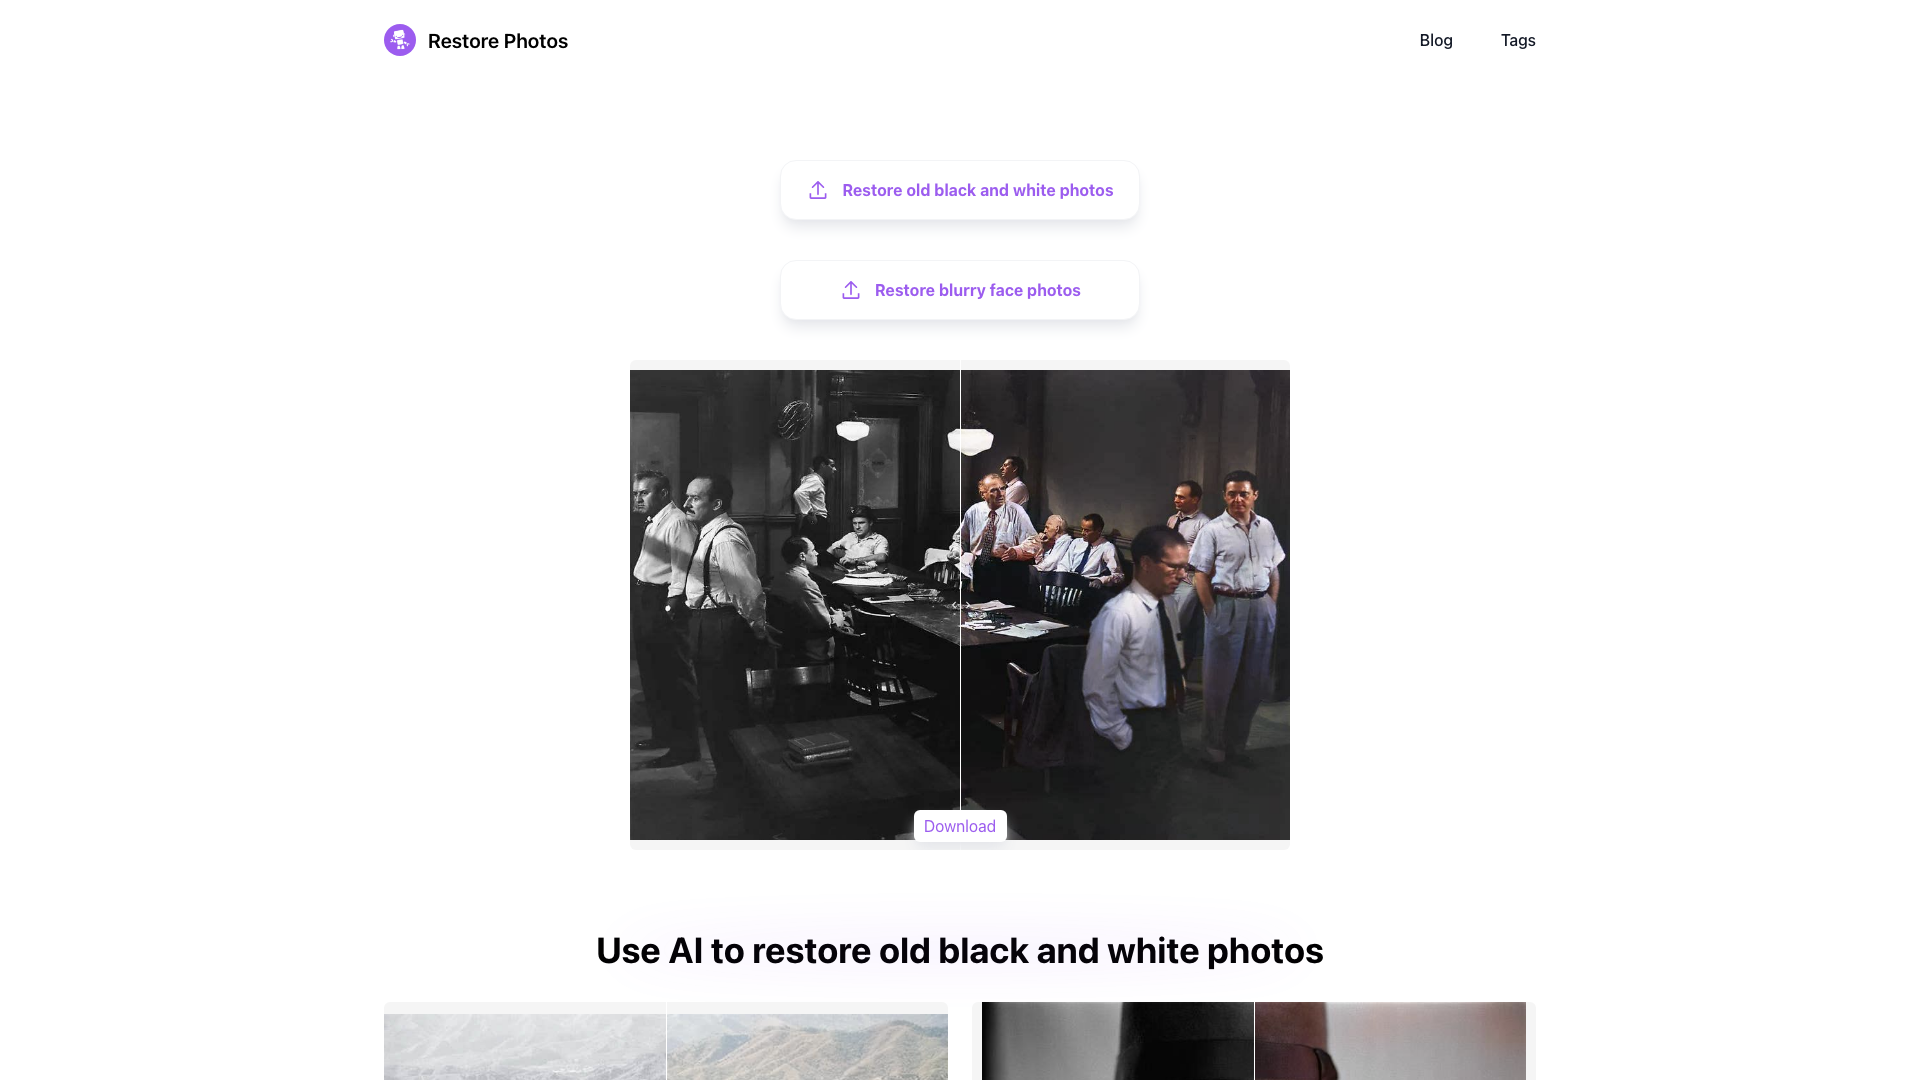 Restore Photos
Blog
Tags
Restore old black and white photos
Restore blurry face photos
Download
Use AI to restore old black and white photos